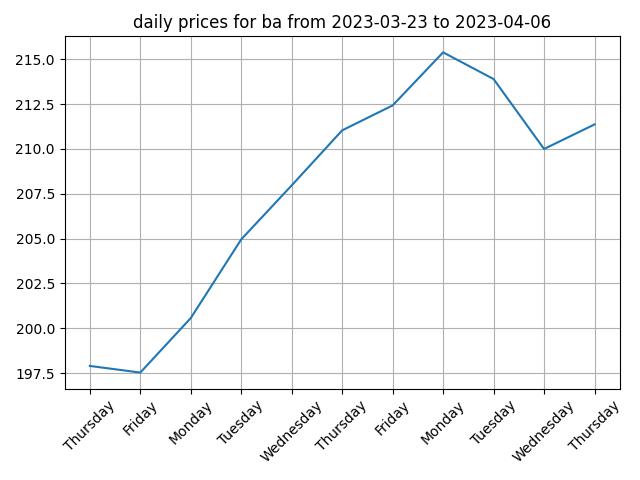 daily prices for ba from 2023-03-23 to 2023-04-06
215.0
212.5
210.0
207.5
205.0
202.5
200.0
197.5
Thursday
Friday
Monday
Tuesday
Wednesday
Thursday
Friday
Monday
Tuesday
Wednesday
Thursday